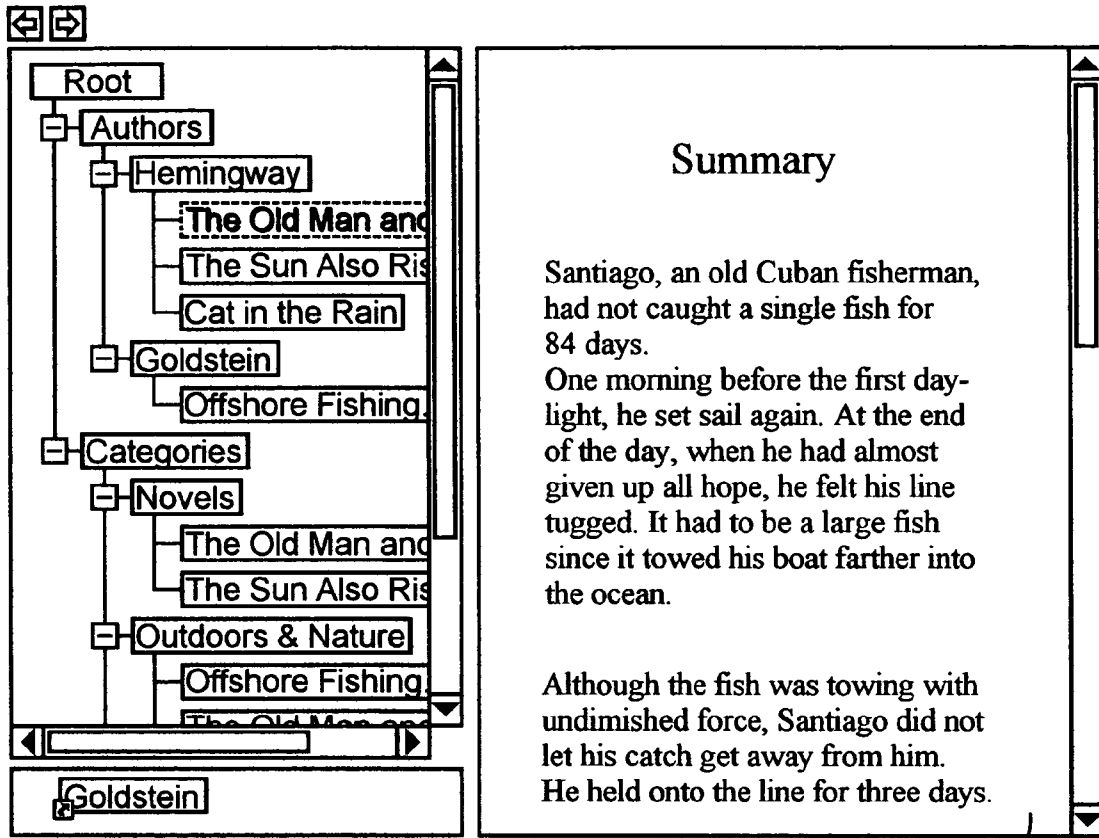 Root
Authors
Hemingway
The Old Man and
The Sun Also Ris
Cat in the Rain
Goldstein
Offshore Fishing.
Categories
Novels
The Old Man and
The Sun Also Ris
Outdoors & Nature
Offshore Fishing.
The Old Man and
Goldstein
Summary
Santiago, an old Cuban fisherman,
had not caught a single fish for
84 days.
One morning before the first day-
light, he set sail again. At the end
of the day, when he had almost
given up all hope, he felt his line
tugged. It had to be a large fish
since it towed his boat farther into
the ocean.
Although the fish was towing with
undimished force, Santiago did not
let his catch get away from him.
He held onto the line for three days.